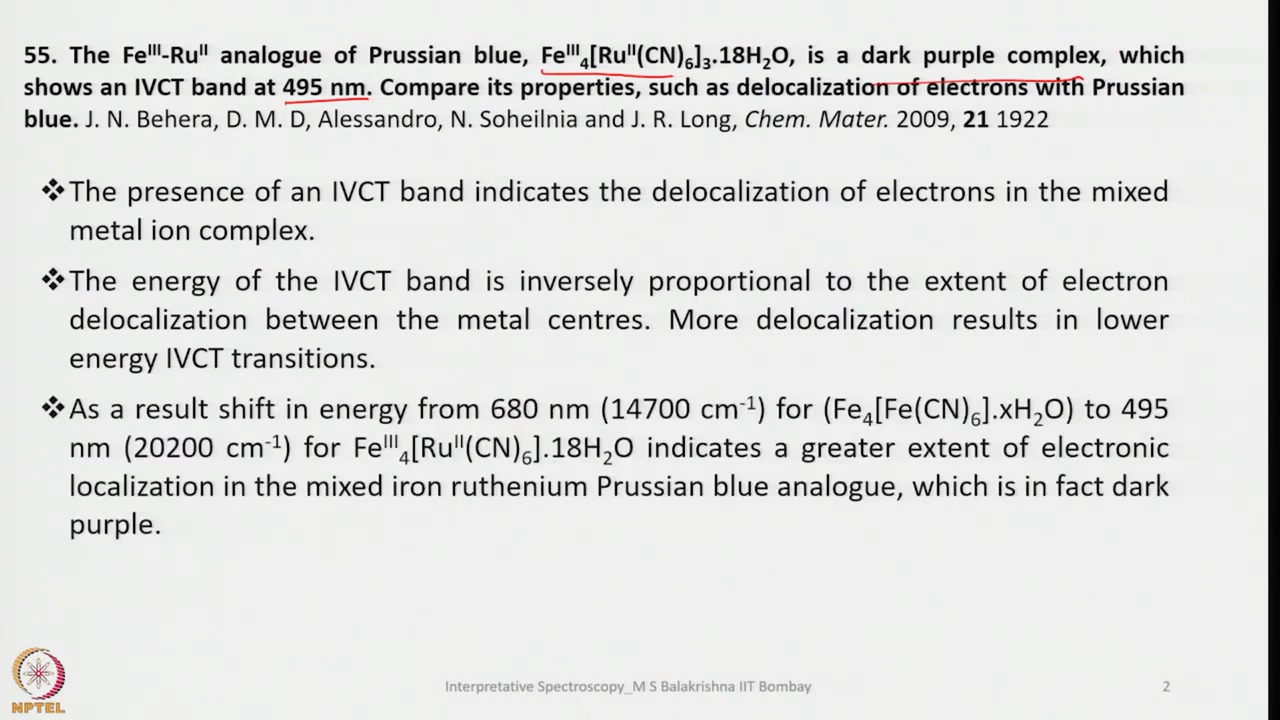 55. The Feᴵᴵᴵ-Ruᴵᴵ analogue of Prussian blue, Feᴵᴵᴵ₄[Ruᴵᴵ(CN)₆]₃.18H₂O, is a dark purple complex, which
shows an IVCT band at 495 nm. Compare its properties, such as delocalization of electrons with Prussian
blue. J. N. Behera, D. M. D, Alessandro, N. Soheilnia and J. R. Long, Chem. Mater. 2009, 21 1922
❖The presence of an IVCT band indicates the delocalization of electrons in the mixed
metal ion complex.
❖The energy of the IVCT band is inversely proportional to the extent of electron
delocalization between the metal centres. More delocalization results in lower
energy IVCT transitions.
❖As a result shift in energy from 680 nm (14700 cm⁻¹) for (Fe₄[Fe(CN)₆].xH₂O) to 495
nm (20200 cm⁻¹) for Feᴵᴵᴵ₄[Ruᴵᴵ(CN)₆].18H₂O indicates a greater extent of electronic
localization in the mixed iron ruthenium Prussian blue analogue, which is in fact dark
purple.
NPTEL
Interpretative Spectroscopy_M S Balakrishna IIT Bombay
2